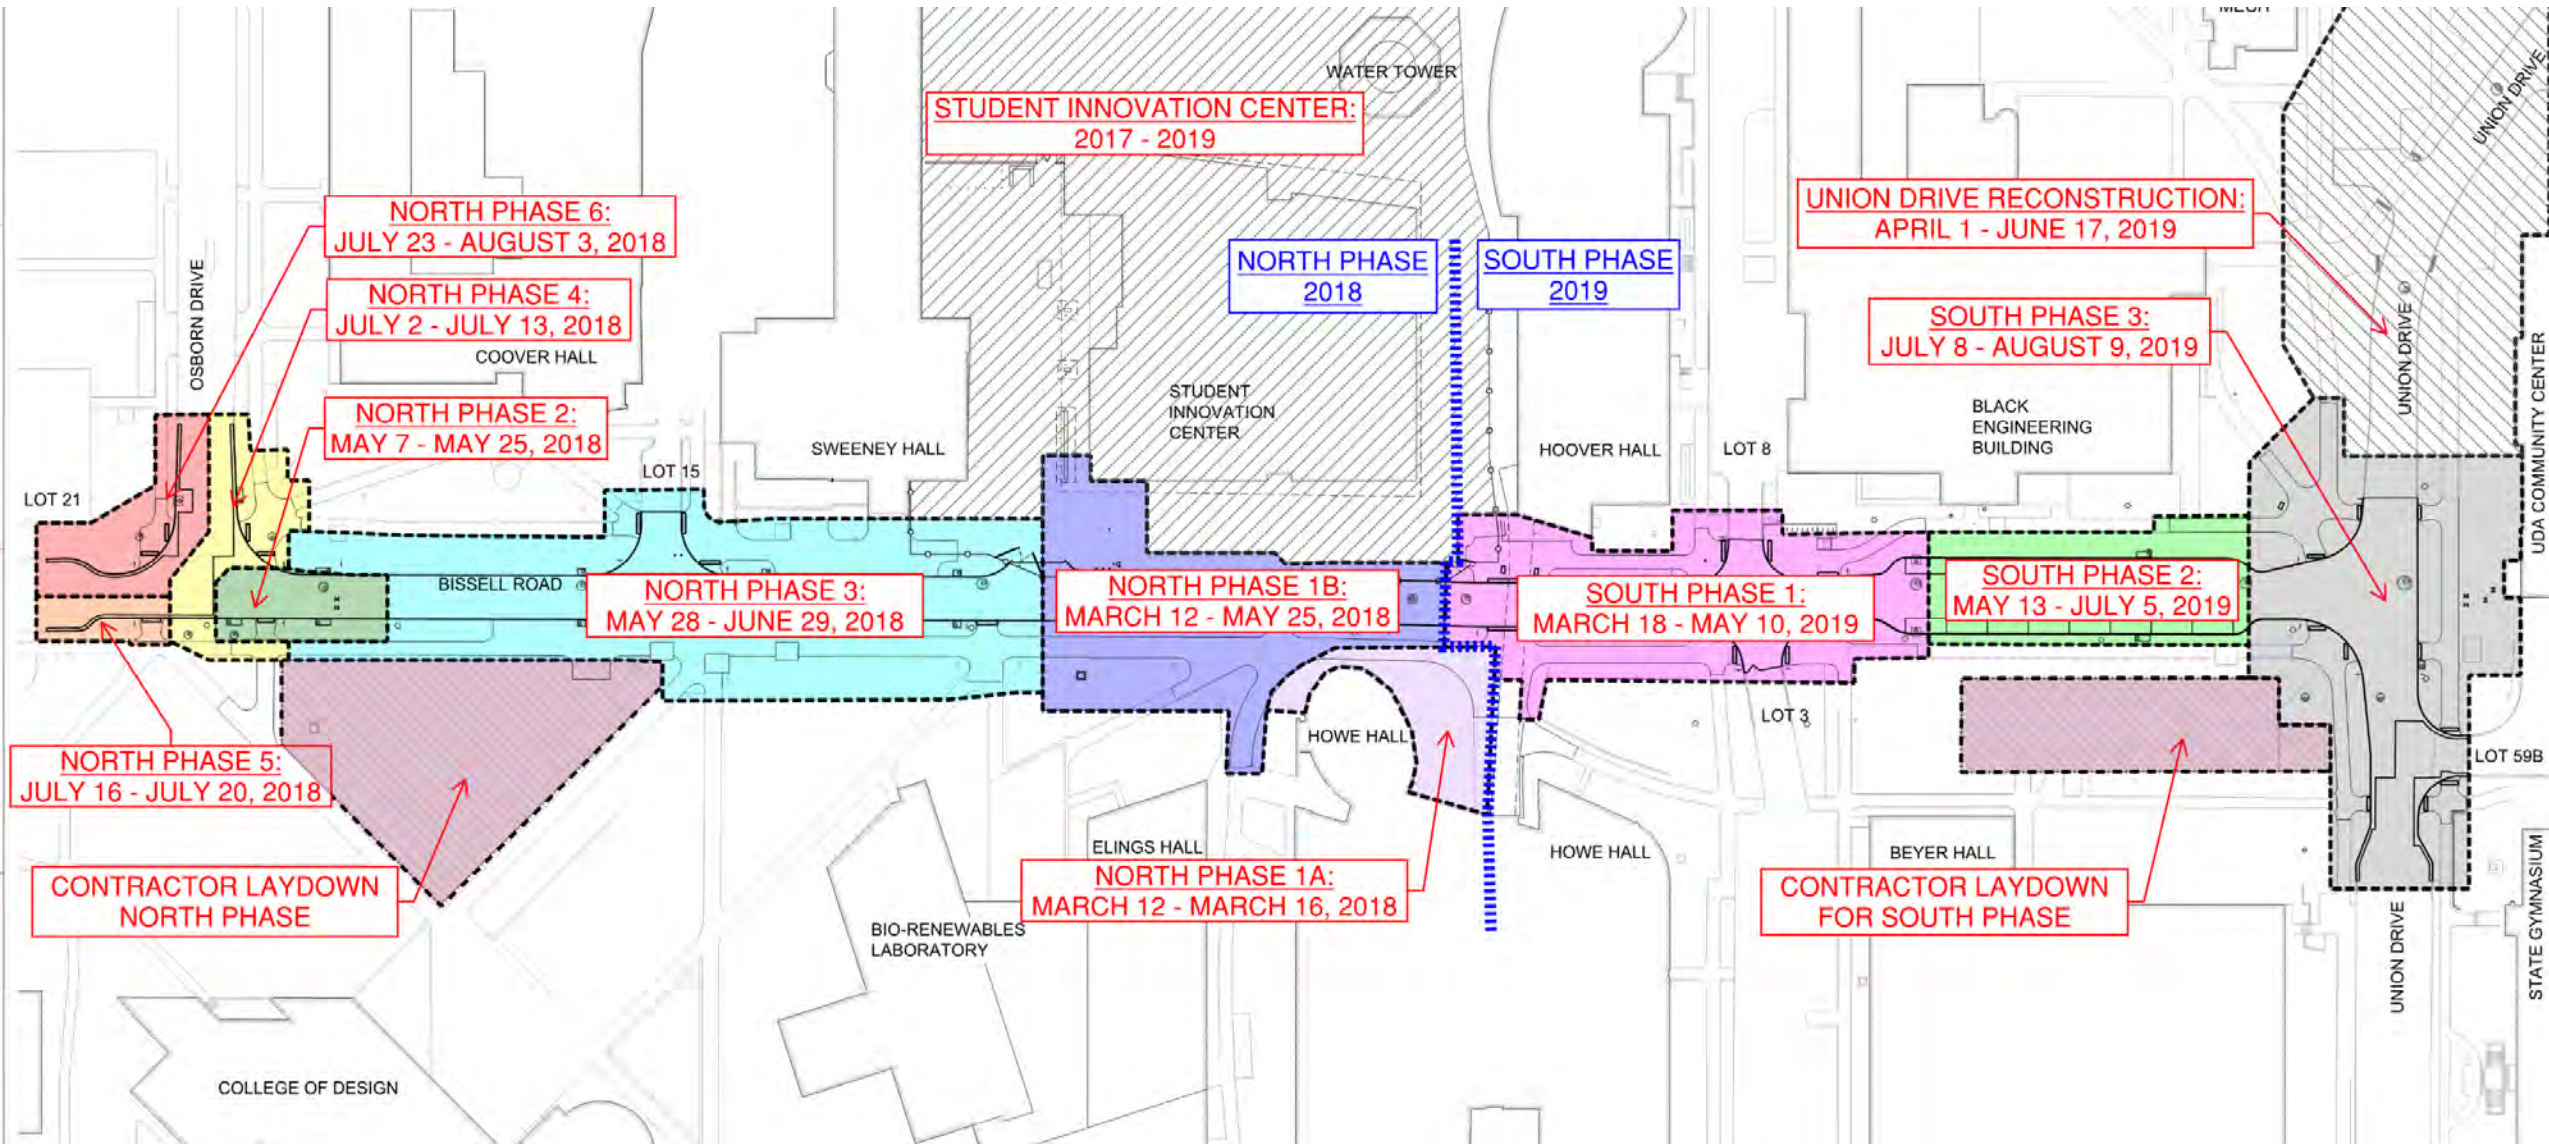 WATER TOWER
UNION DRIVE
STUDENT INNOVATION CENTER:
2017 - 2019
NORTH PHASE 6:
JULY 23 - AUGUST 3, 2018
UNION DRIVE RECONSTRUCTION:
APRIL 1 - JUNE 17, 2019
NORTH PHASE
2018
SOUTH PHASE
2019
OSBORN DRIVE
NORTH PHASE 4:
JULY 2 - JULY 13, 2018
SOUTH PHASE 3:
JULY 8 - AUGUST 9, 2019
UNION DRIVE
UDA COMMUNITY CENTER
COOVER HALL
NORTH PHASE 2:
MAY 7 - MAY 25, 2018
STUDENT
INNOVATION
CENTER
BLACK
ENGINEERING
BUILDING
SWEENEY HALL
HOOVER HALL
LOT 8
LOT 15
LOT 21
BISSELL ROAD
NORTH PHASE 3:
MAY 28 - JUNE 29, 2018
NORTH PHASE 1B:
MARCH 12 - MAY 25, 2018
SOUTH PHASE 1:
MARCH 18 - MAY 10, 2019
SOUTH PHASE 2:
MAY 13 - JULY 5, 2019
LOT 3
HOWE HALL
NORTH PHASE 5:
JULY 16 - JULY 20, 2018
LOT 59B
ELINGS HALL
HOWE HALL
BEYER HALL
CONTRACTOR LAYDOWN
NORTH PHASE
NORTH PHASE 1A:
MARCH 12 - MARCH 16, 2018
CONTRACTOR LAYDOWN
FOR SOUTH PHASE
STATE GYMNASIUM
BIO-RENEWABLES
LABORATORY
UNION DRIVE
COLLEGE OF DESIGN